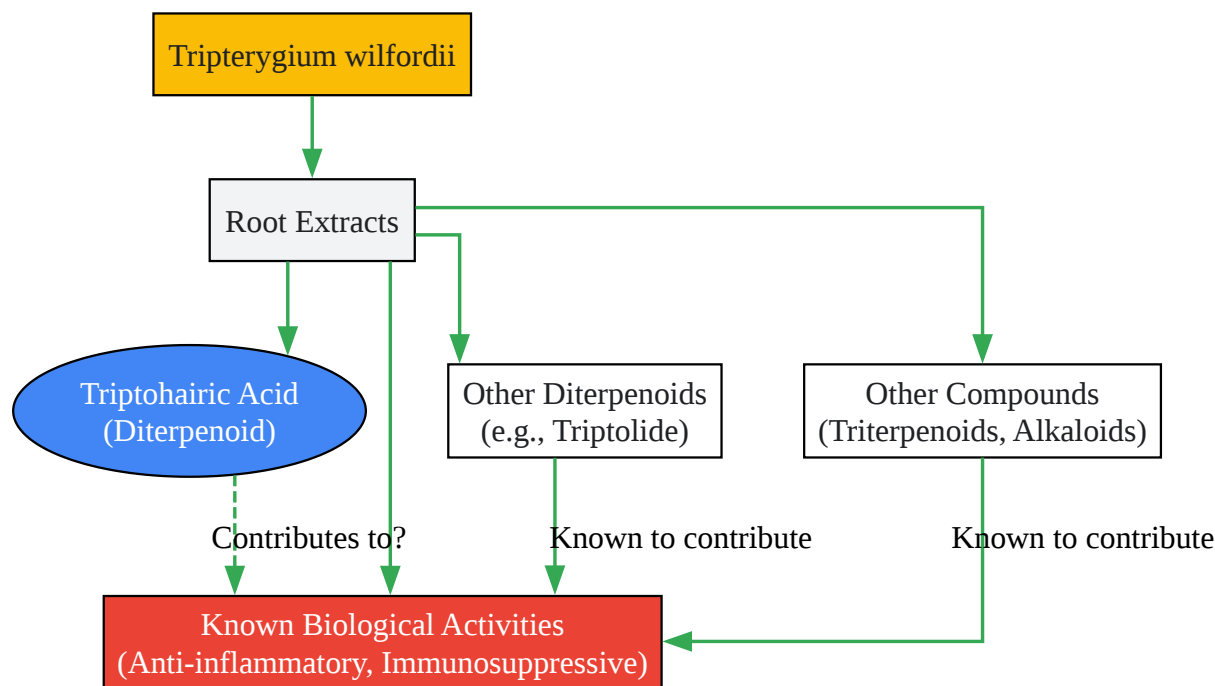 Tripterygium wilfordii
Root Extracts
Triptohairic Acid
(Diterpenoid)
Other Diterpenoids
(e.g., Triptolide)
Other Compounds
(Triterpenoids, Alkaloids)
Contributes to?
Known to contribute
Known to contribute
Known Biological Activities
(Anti-inflammatory, Immunosuppressive)